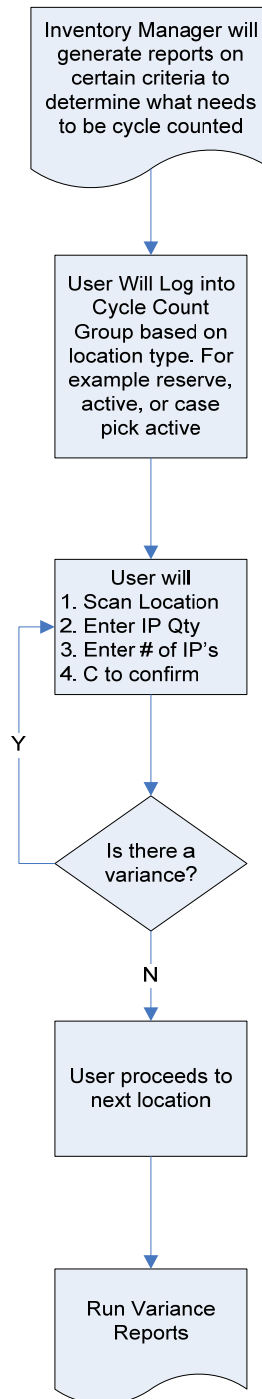 Inventory Manager will
generate reports on
certain criteria to
determine what needs
to be cycle counted
User Will Log into
Cycle Count
Group based on
location type. For
example reserve,
active, or case
pick active
User will
1. Scan Location
2. Enter IP Qty
3. Enter # of IP's
4. C to confirm
Y
Is there a
variance?
N
User proceeds to
next location
Run Variance
Reports